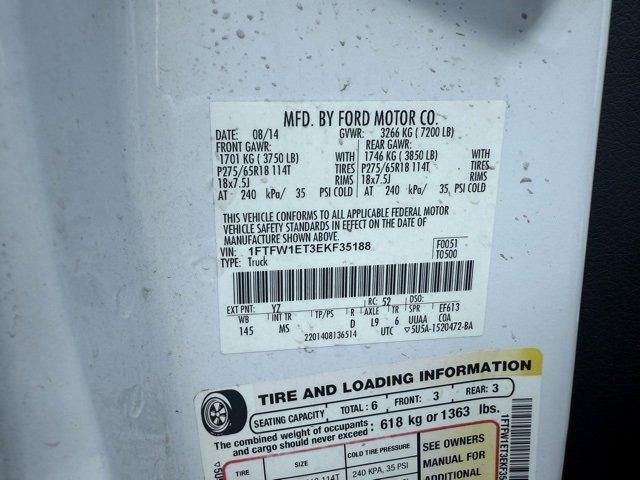 MFD. BY FORD MOTOR CO.
DATE: 08/14 GVWR: 3266 KG ( 7200 LB)
FRONT GAWR: REAR GAWR:
1701 KG ( 3750 LB) WITH 1746 KG ( 3850 LB) WITH
P275/65R18 114T TIRES P275/65R18 114T TIRES
18x7.5J RIMS 18x7.5J RIMS
AT 240 kPa/ 35 PSI COLD AT 240 kPa/ 35 PSI COLD
THIS VEHICLE CONFORMS TO ALL APPLICABLE FEDERAL MOTOR
VEHICLE SAFETY STANDARDS IN EFFECT ON THE DATE OF
MANUFACTURE SHOWN ABOVE.
VIN: 1FTFW1ET3EKF35188 F0051
TYPE: Truck T0500
EXT PNT: YZ RC: 52 DSO:
WB INT TR TP/PS R AXLE TR SPR EF613
145 MS D L9 6 UUAA COA
2201408136514 UTC ▽5U5A-1520472-BA
TIRE AND LOADING INFORMATION
SEATING CAPACITY TOTAL: 6 FRONT: 3 REAR: 3
The combined weight of occupants
and cargo should never exceed: 618 kg or 1363 lbs.
TIRE SIZE COLD TIRE PRESSURE
114T 240 KPA, 35 PSI
SEE OWNERS
MANUAL FOR
ADDITIONAL
1FTFW1ET3EKF35